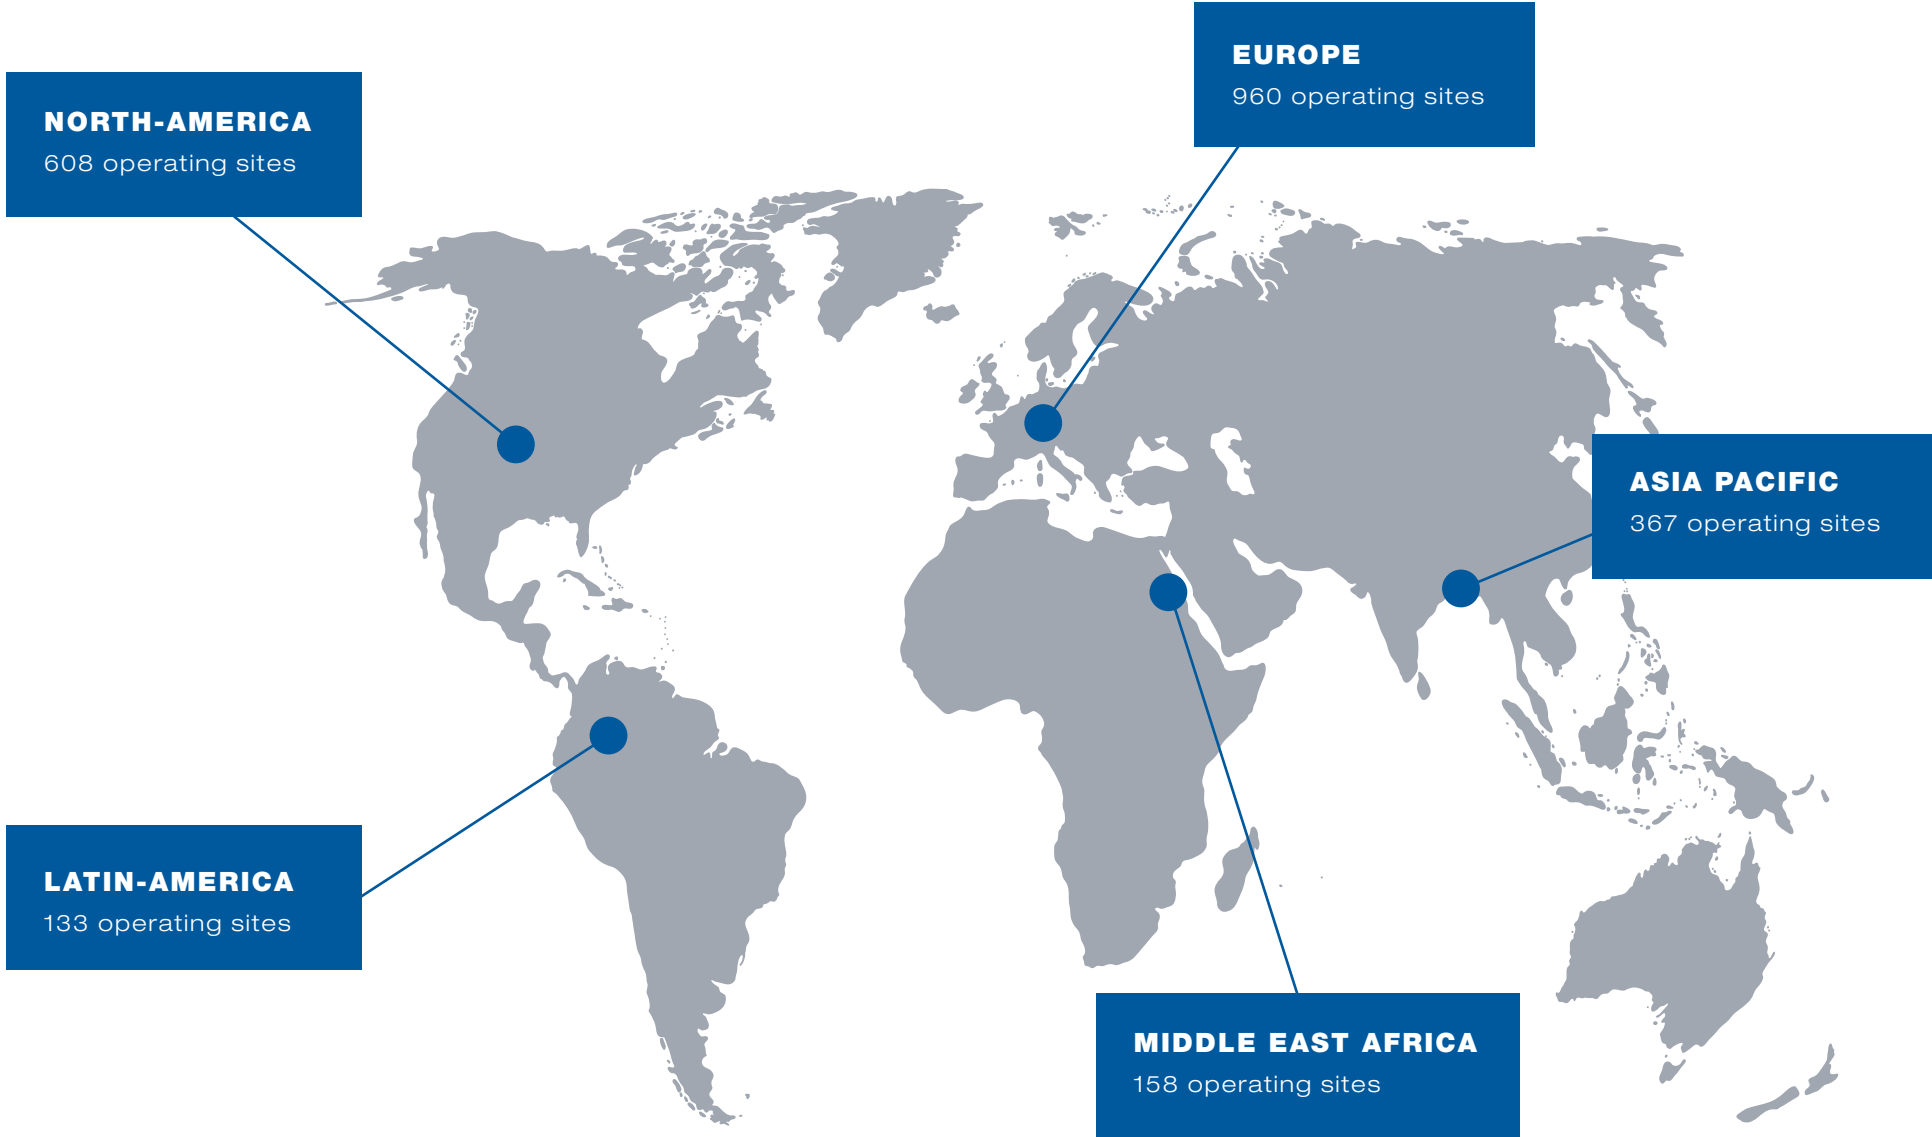 EUROPE
960 operating sites
NORTH-AMERICA
608 operating sites
ASIA PACIFIC
367 operating sites
LATIN-AMERICA
133 operating sites
MIDDLE EAST AFRICA
158 operating sites